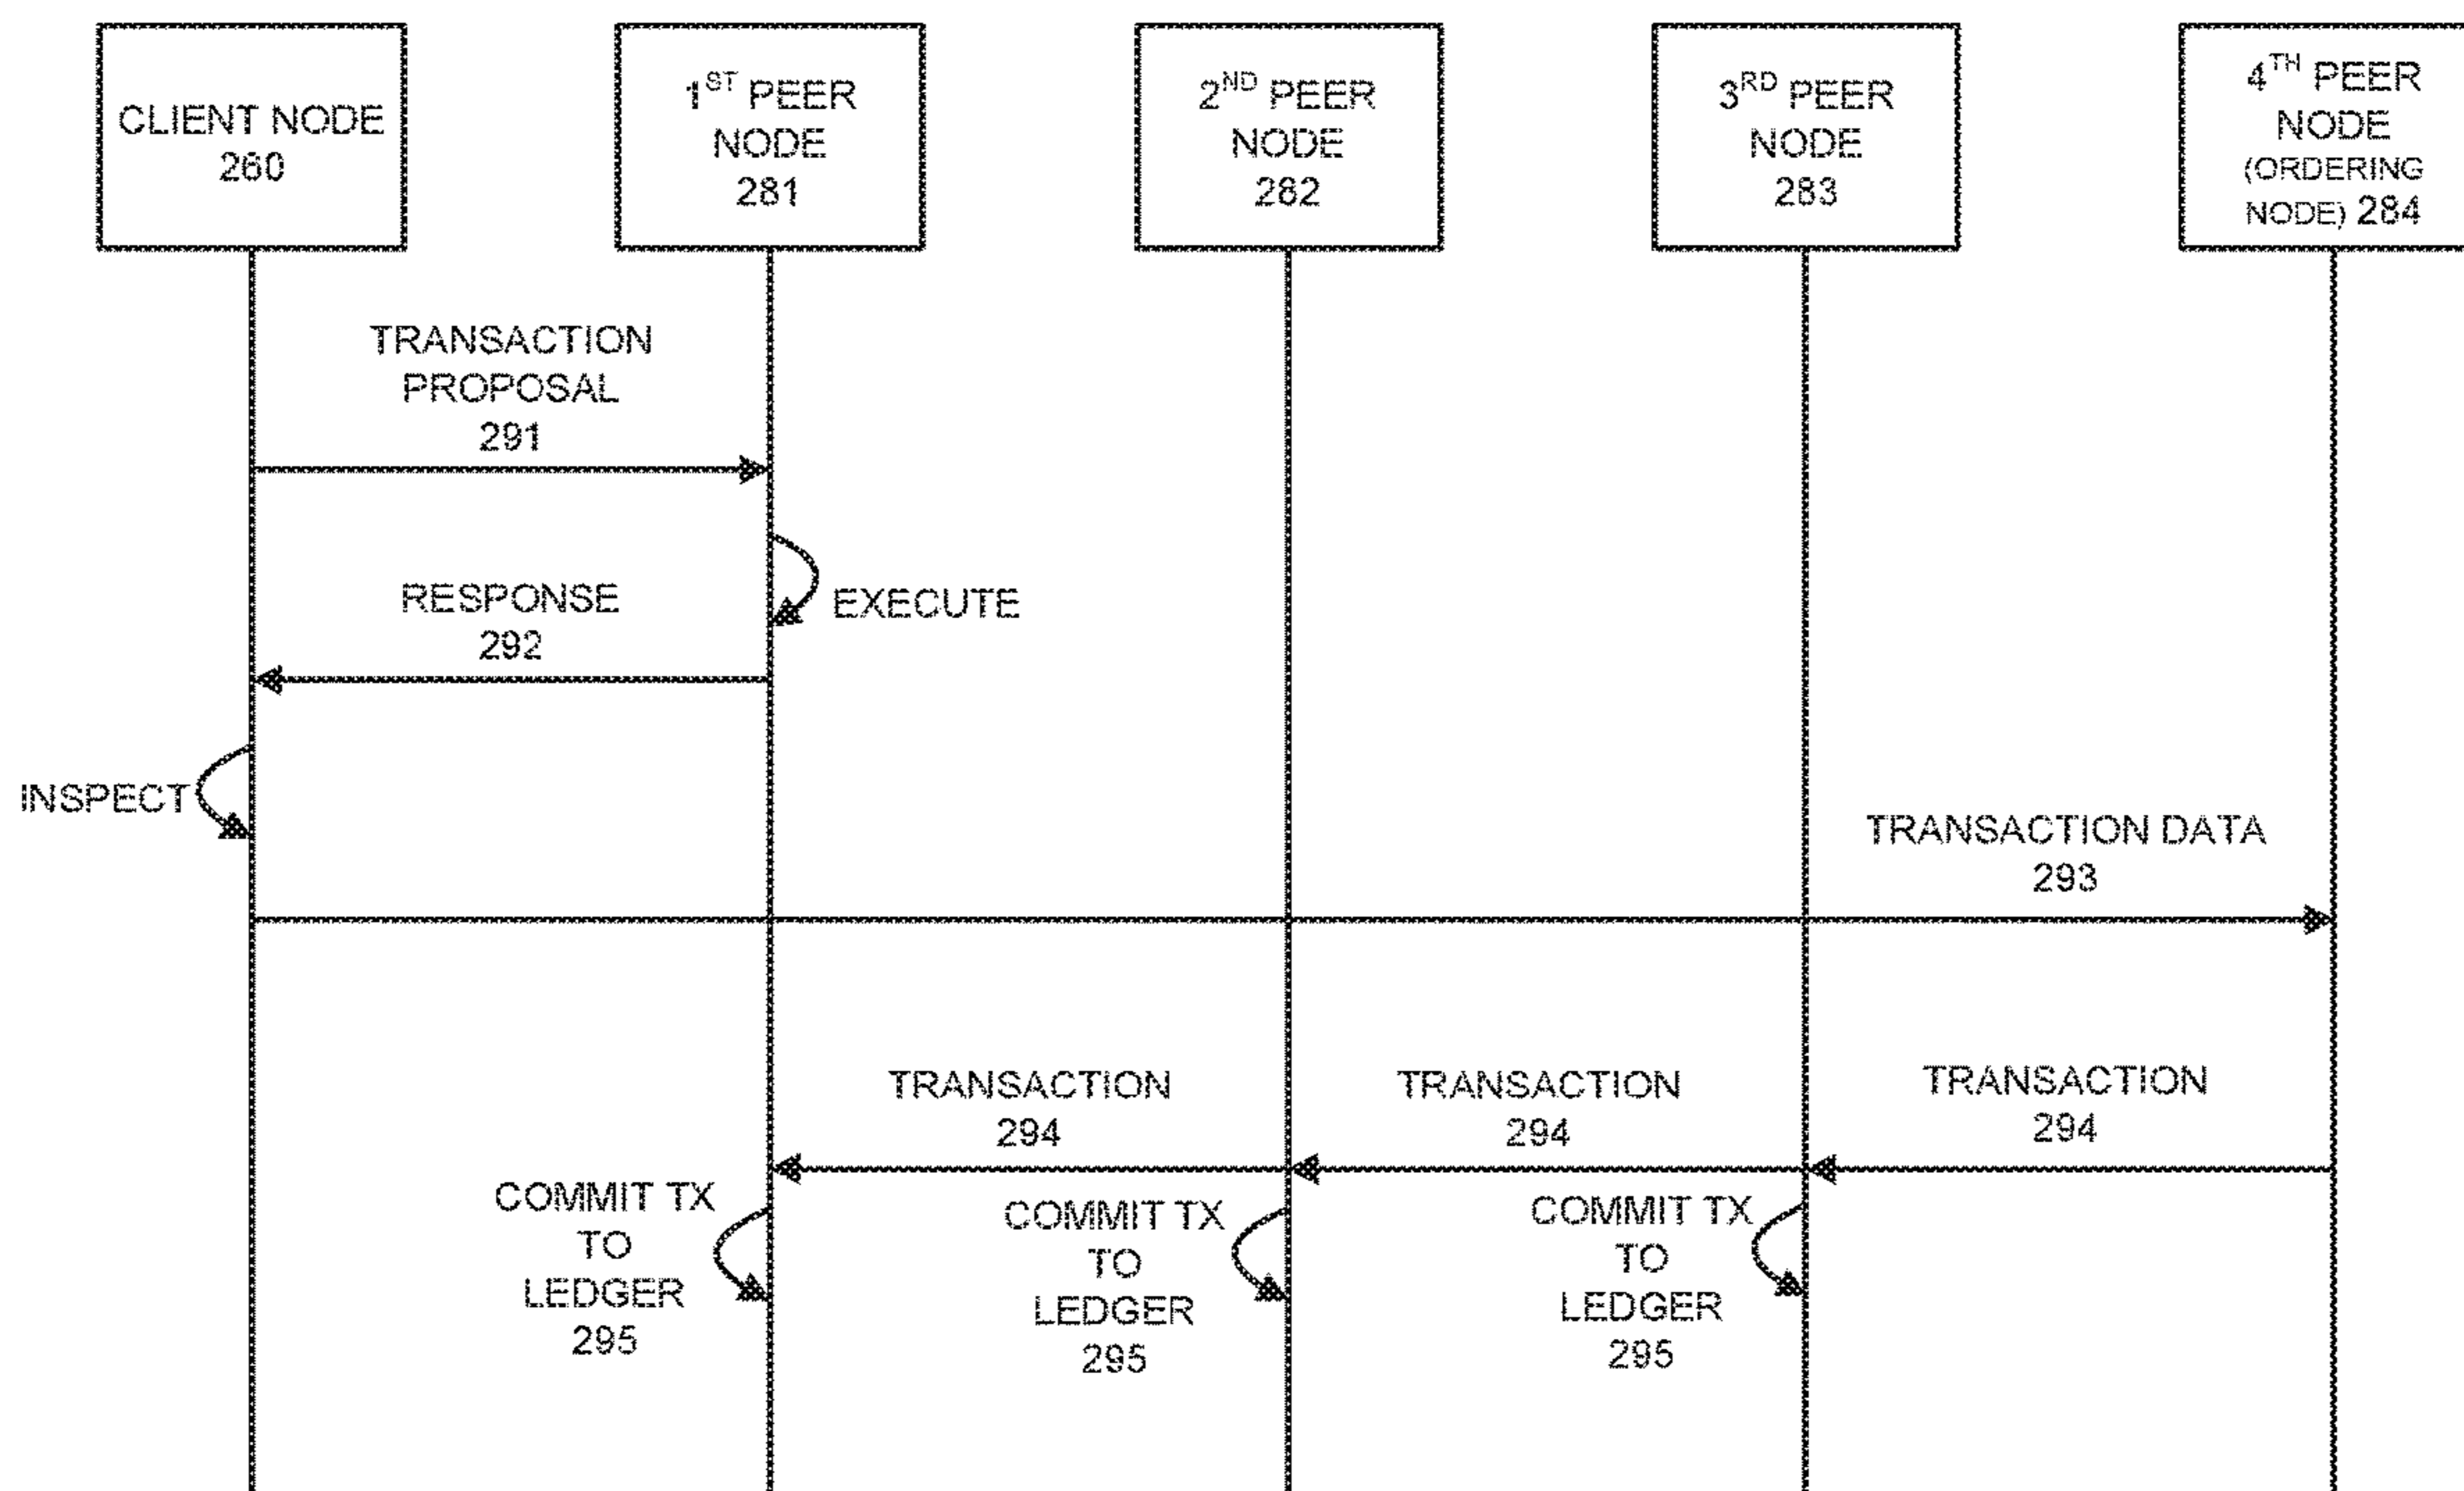 CLIENT NODE
260
1ST PEER
NODE
281
2ND PEER
NODE
282
3RD PEER
NODE
283
4TH PEER
NODE
(ORDERING
NODE) 284
TRANSACTION
PROPOSAL
291
EXECUTE
RESPONSE
292
INSPECT
TRANSACTION DATA
293
TRANSACTION
294
TRANSACTION
294
TRANSACTION
294
COMMIT TX
TO
LEDGER
295
COMMIT TX
TO
LEDGER
295
COMMIT TX
TO
LEDGER
295